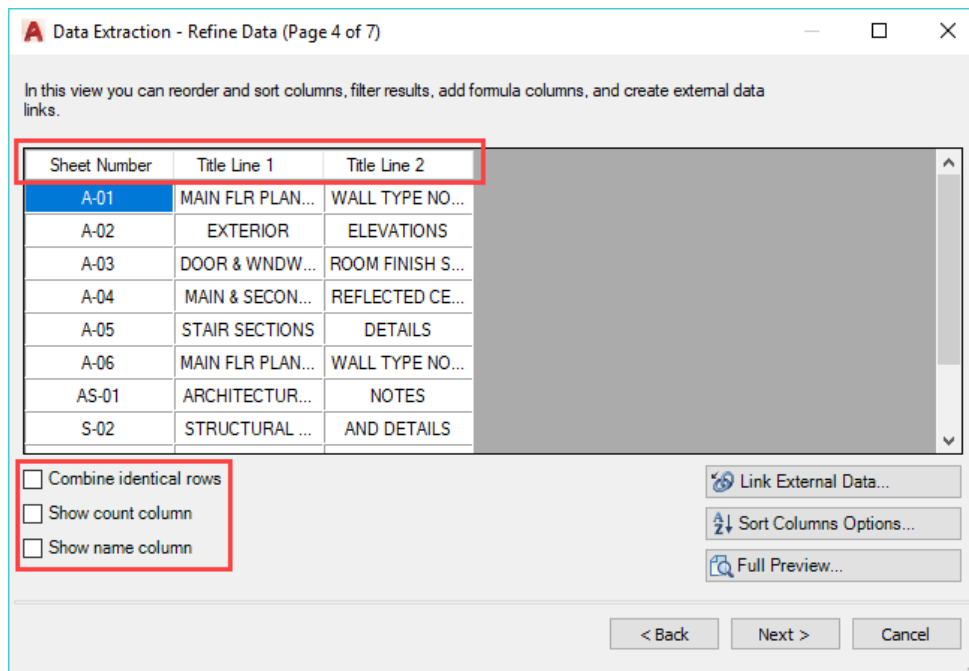 Data Extraction - Refine Data (Page 4 of 7)
In this view you can reorder and sort columns, filter results, add formula columns, and create external data
links.
Sheet Number Title Line 1 Title Line 2
A-01 MAIN FLR PLAN... WALL TYPE NO...
A-02 EXTERIOR ELEVATIONS
A-03 DOOR & WNDW... ROOM FINISH S...
A-04 MAIN & SECON... REFLECTED CE...
A-05 STAIR SECTIONS DETAILS
A-06 MAIN FLR PLAN... WALL TYPE NO...
AS-01 ARCHITECTUR... NOTES
S-02 STRUCTURAL ... AND DETAILS
Combine identical rows
Show count column
Show name column
Link External Data...
Sort Columns Options...
Full Preview...
< Back Next > Cancel